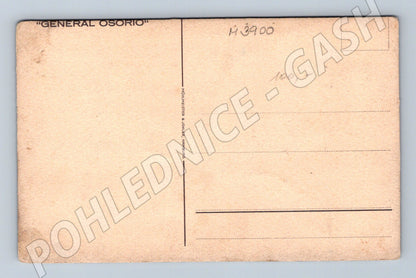 "GENERAL OSORIO"
M 3900
POHLEDNICE - GASH